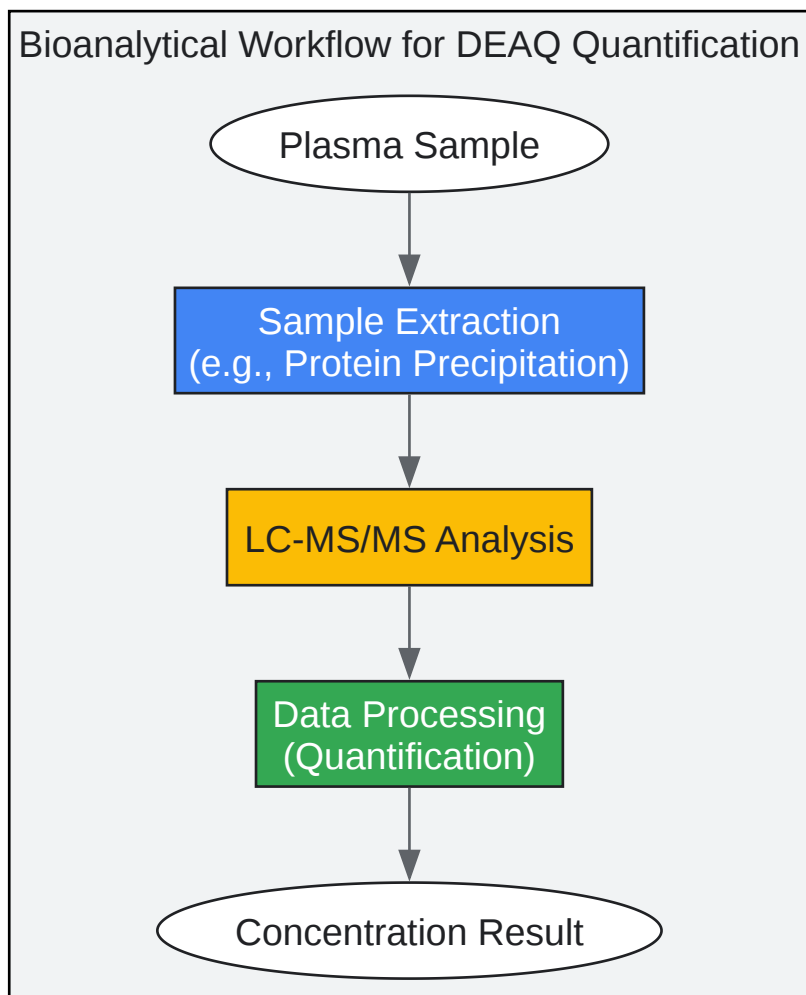 Bioanalytical Workflow for DEAQ Quantification
Plasma Sample
Sample Extraction
(e.g., Protein Precipitation)
LC-MS/MS Analysis
Data Processing
(Quantification)
Concentration Result